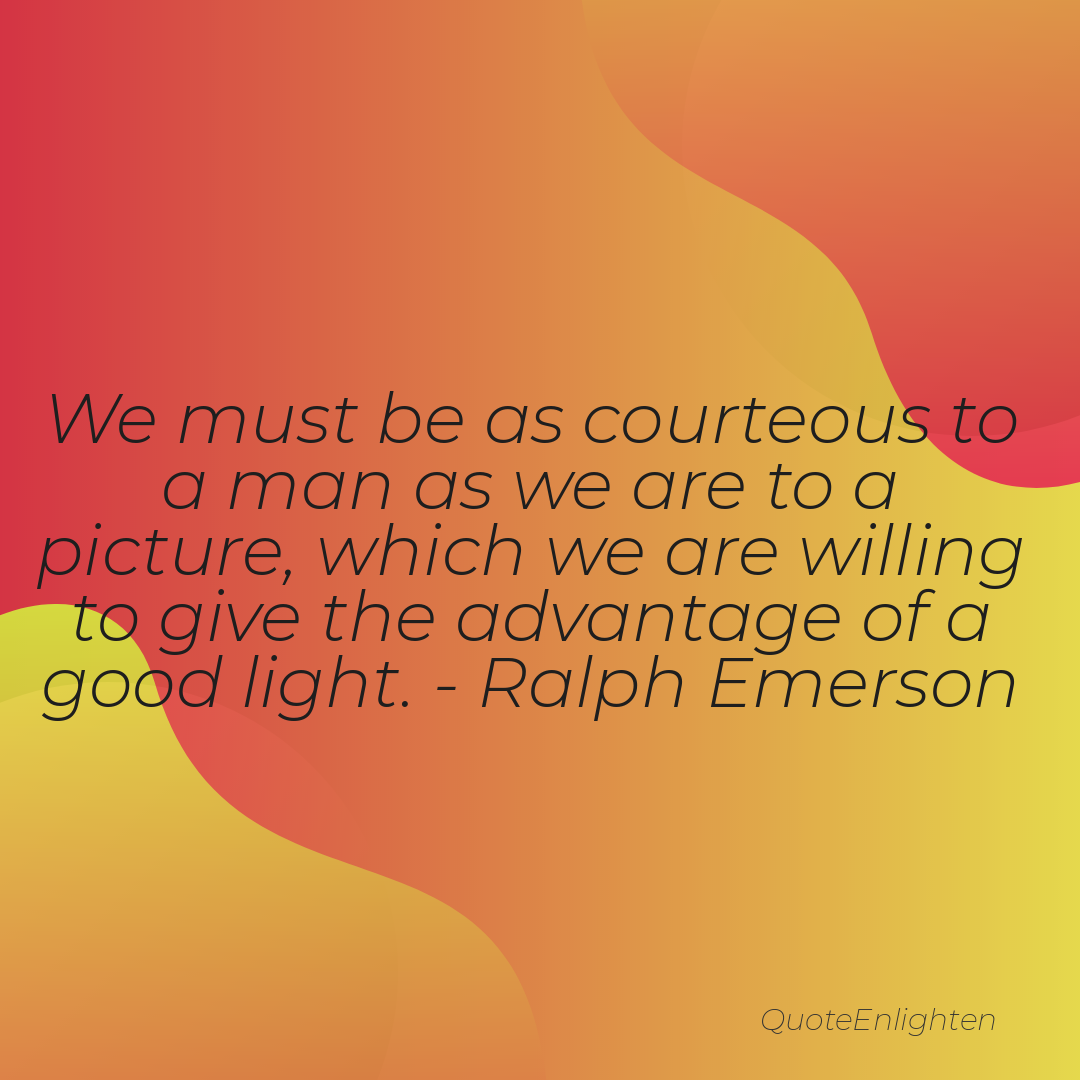 We must be as courteous to
a man as we are to a
picture, which we are willing
to give the advantage of a
good light. - Ralph Emerson
QuoteEnlighten